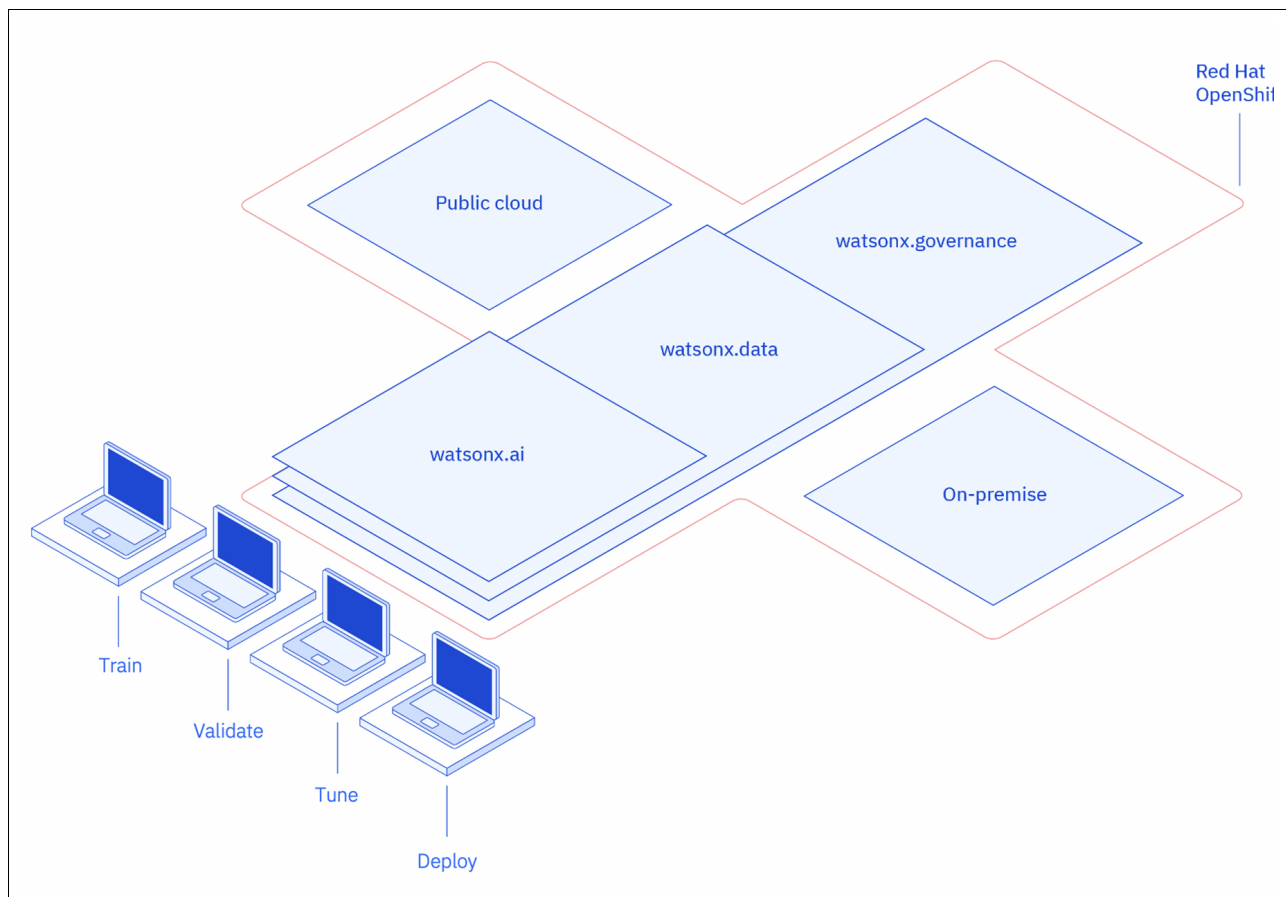 Red Hat
OpenShif
Public cloud
watsonx.governance
watsonx.data
watsonx.ai
On-premise
Train
Validate
Tune
Deploy